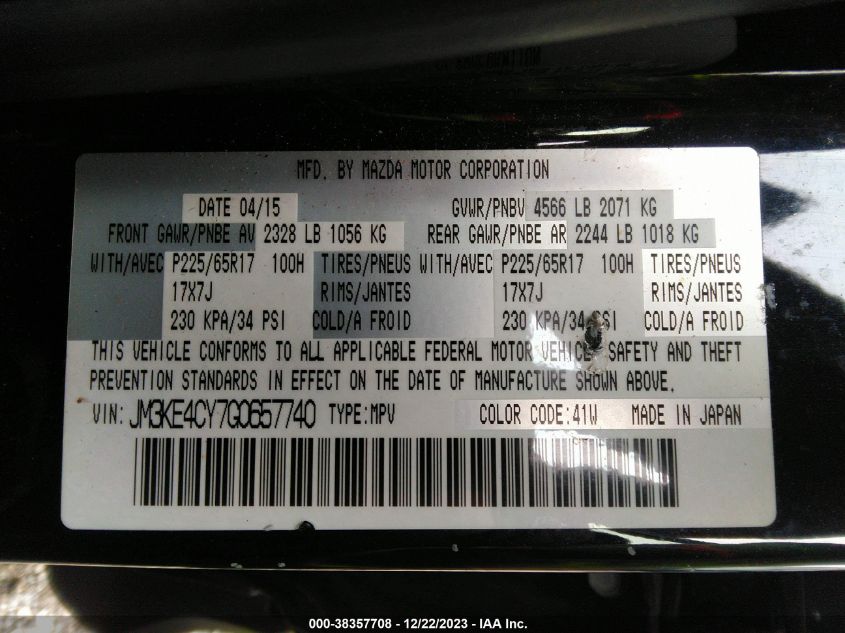 MFD. BY MAZDA MOTOR CORPORATION
DATE 04/15 GVWR/PNBV 4566 LB 2071 KG
FRONT GAWR/PNBE AV 2328 LB 1056 KG REAR GAWR/PNBE AR 2244 LB 1018 KG
WITH/AVEC P225/65R17 100H TIRES/PNEUS WITH/AVEC P225/65R17 100H TIRES/PNEUS
17X7J RIMS/JANTES 17X7J RIMS/JANTES
230 KPA/34 PSI COLD/A FROID 230 KPA/34 PSI COLD/A FROID
THIS VEHICLE CONFORMS TO ALL APPLICABLE FEDERAL MOTOR VEHICLE SAFETY AND THEFT
PREVENTION STANDARDS IN EFFECT ON THE DATE OF MANUFACTURE SHOWN ABOVE.
VIN: JM3KE4CY7G0657740 TYPE:MPV COLOR CODE:41W MADE IN JAPAN
000-38357708 - 12/22/2023 - IAA Inc.